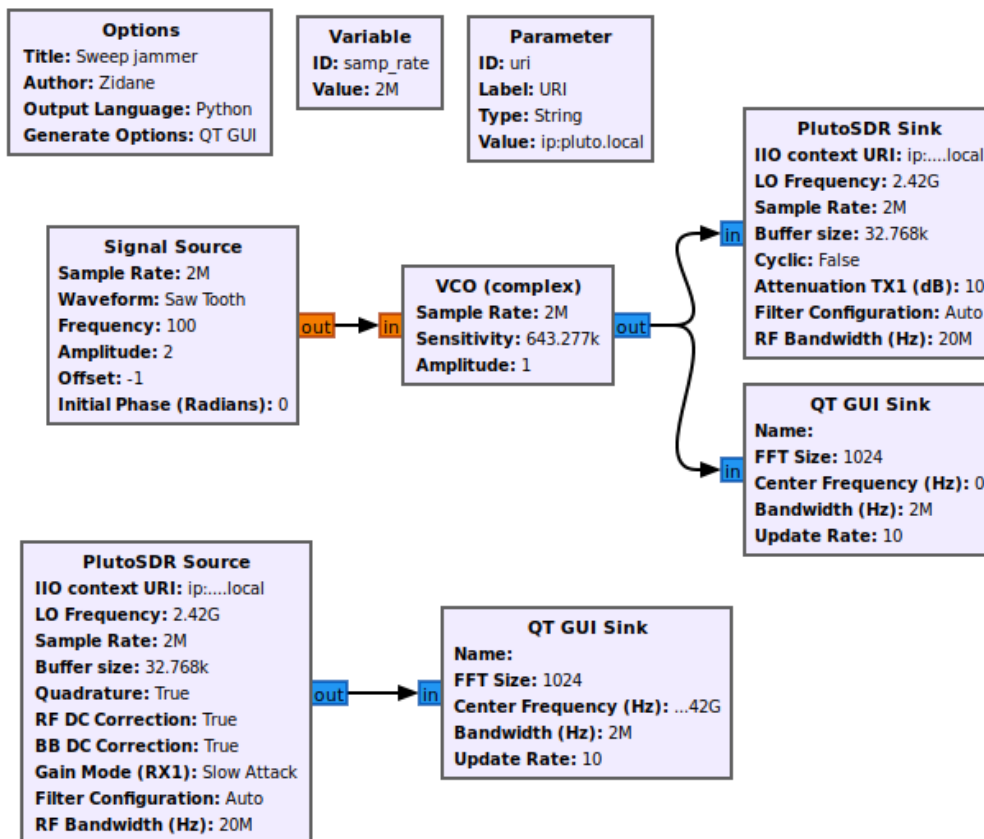 Options
Title: Sweep jammer
Author: Zidane
Output Language: Python
Generate Options: QT GUI
Variable
ID: samp_rate
Value: 2M
Parameter
ID: uri
Label: URI
Type: String
Value: ip:pluto.local
PlutoSDR Sink
IIO context URI: ip:....local
LO Frequency: 2.42G
Sample Rate: 2M
Buffer size: 32.768k
Cyclic: False
Attenuation TX1 (dB): 10
Filter Configuration: Auto
RF Bandwidth (Hz): 20M
in
Signal Source
Sample Rate: 2M
Waveform: Saw Tooth
Frequency: 100
Amplitude: 2
Offset: -1
Initial Phase (Radians): 0
out
in
VCO (complex)
Sample Rate: 2M
Sensitivity: 643.277k
Amplitude: 1
out
in
QT GUI Sink
Name:
FFT Size: 1024
Center Frequency (Hz): 0
Bandwidth (Hz): 2M
Update Rate: 10
PlutoSDR Source
IIO context URI: ip:....local
LO Frequency: 2.42G
Sample Rate: 2M
Buffer size: 32.768k
Quadrature: True
RF DC Correction: True
BB DC Correction: True
Gain Mode (RX1): Slow Attack
Filter Configuration: Auto
RF Bandwidth (Hz): 20M
out
in
QT GUI Sink
Name:
FFT Size: 1024
Center Frequency (Hz): ...42G
Bandwidth (Hz): 2M
Update Rate: 10